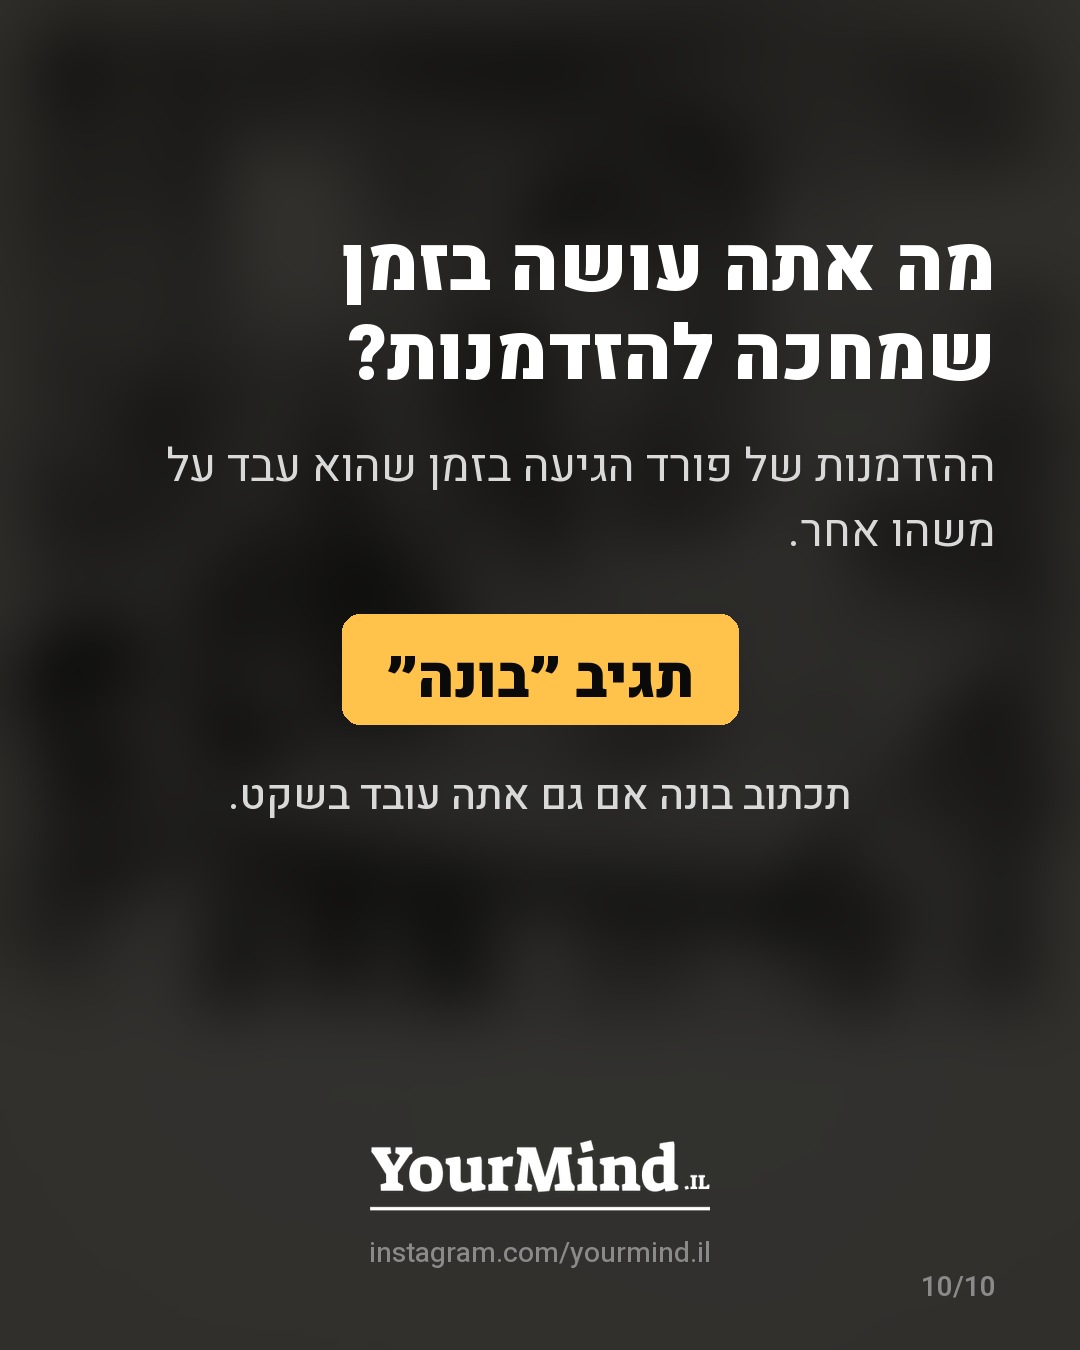 מה אתה עושה בזמן
שמחכה להזדמנות?
ההזדמנות של פורד הגיעה בזמן שהוא עבד על
משהו אחר.
תגיב ”בונה”
תכתוב בונה אם גם אתה עובד בשקט.
YourMind.IL
instagram.com/yourmind.il
10/10